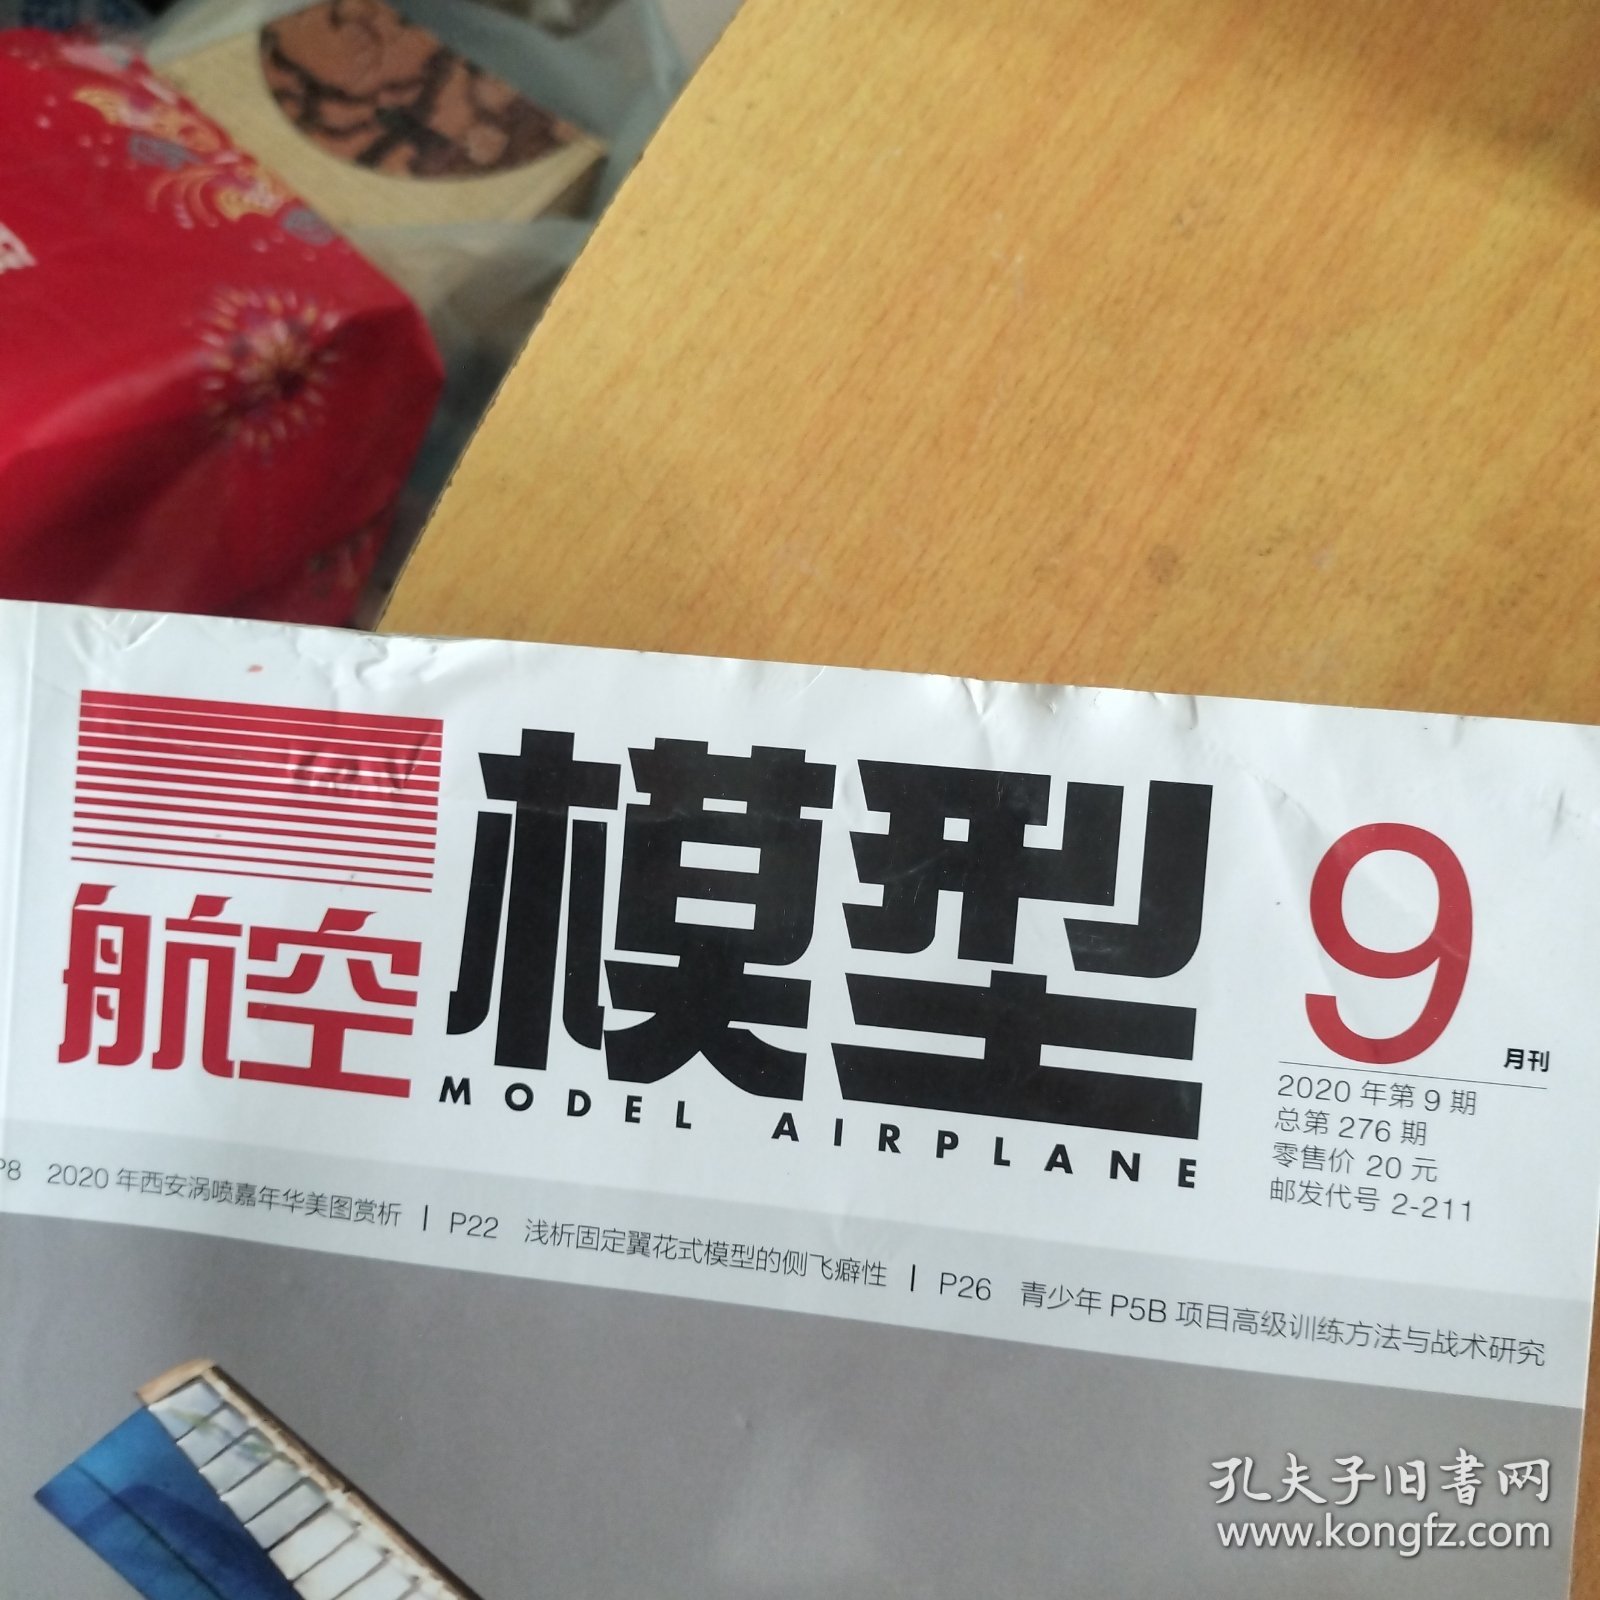 航空
模型
MODEL AIRPLANE
9
月刊
2020 年第 9 期
总第 276 期
零售价 20 元
邮发代号 2-211
P8 2020 年西安涡喷嘉年华美图赏析 | P22 浅析固定翼花式模型的侧飞癖性 | P26 青少年 P5B 项目高级训练方法与战术研究
孔夫子旧书网
www.kongfz.com